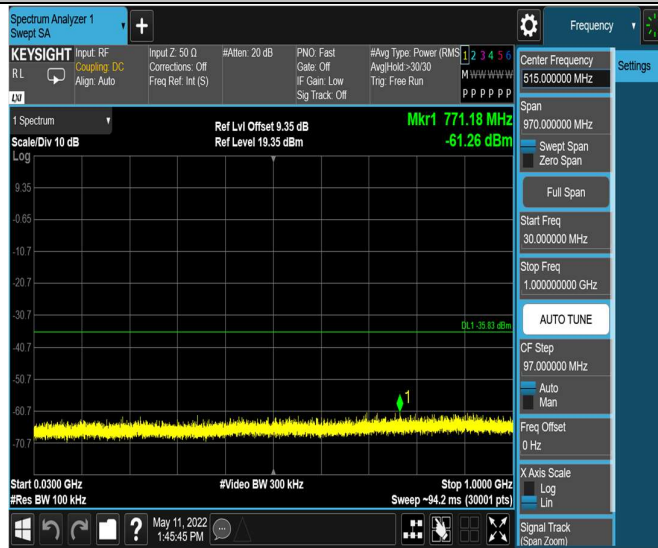 Spectrum Analyzer 1
Swept SA
Frequency
KEYSIGHT
RL
LXI
Input: RF
Coupling: DC
Align: Auto
Input Z: 50 Ω
Corrections: Off
Freq Ref: Int (S)
#Atten: 20 dB
PNO: Fast
Gate: Off
IF Gain: Low
Sig Track: Off
#Avg Type: Power (RMS
Avg|Hold:>30/30
Trig: Free Run
1 2 3 4 5 6
M W W W W W
P P P P P P
1 Spectrum
Scale/Div 10 dB
Log
Ref Lvl Offset 9.35 dB
Ref Level 19.35 dBm
Mkr1 771.18 MHz
-61.26 dBm
9.35
-0.65
-10.7
-20.7
-30.7
DL1 -35.83 dBm
-40.7
-50.7
1
-60.7
-70.7
Start 0.0300 GHz
#Res BW 100 kHz
#Video BW 300 kHz
Stop 1.0000 GHz
Sweep ~94.2 ms (30001 pts)
?
May 11, 2022
1:45:45 PM
Center Frequency
515.000000 MHz
Settings
Span
970.000000 MHz
Swept Span
Zero Span
Full Span
Start Freq
30.000000 MHz
Stop Freq
1.000000000 GHz
AUTO TUNE
CF Step
97.000000 MHz
Auto
Man
Freq Offset
0 Hz
X Axis Scale
Log
Lin
Signal Track
(Span Zoom)